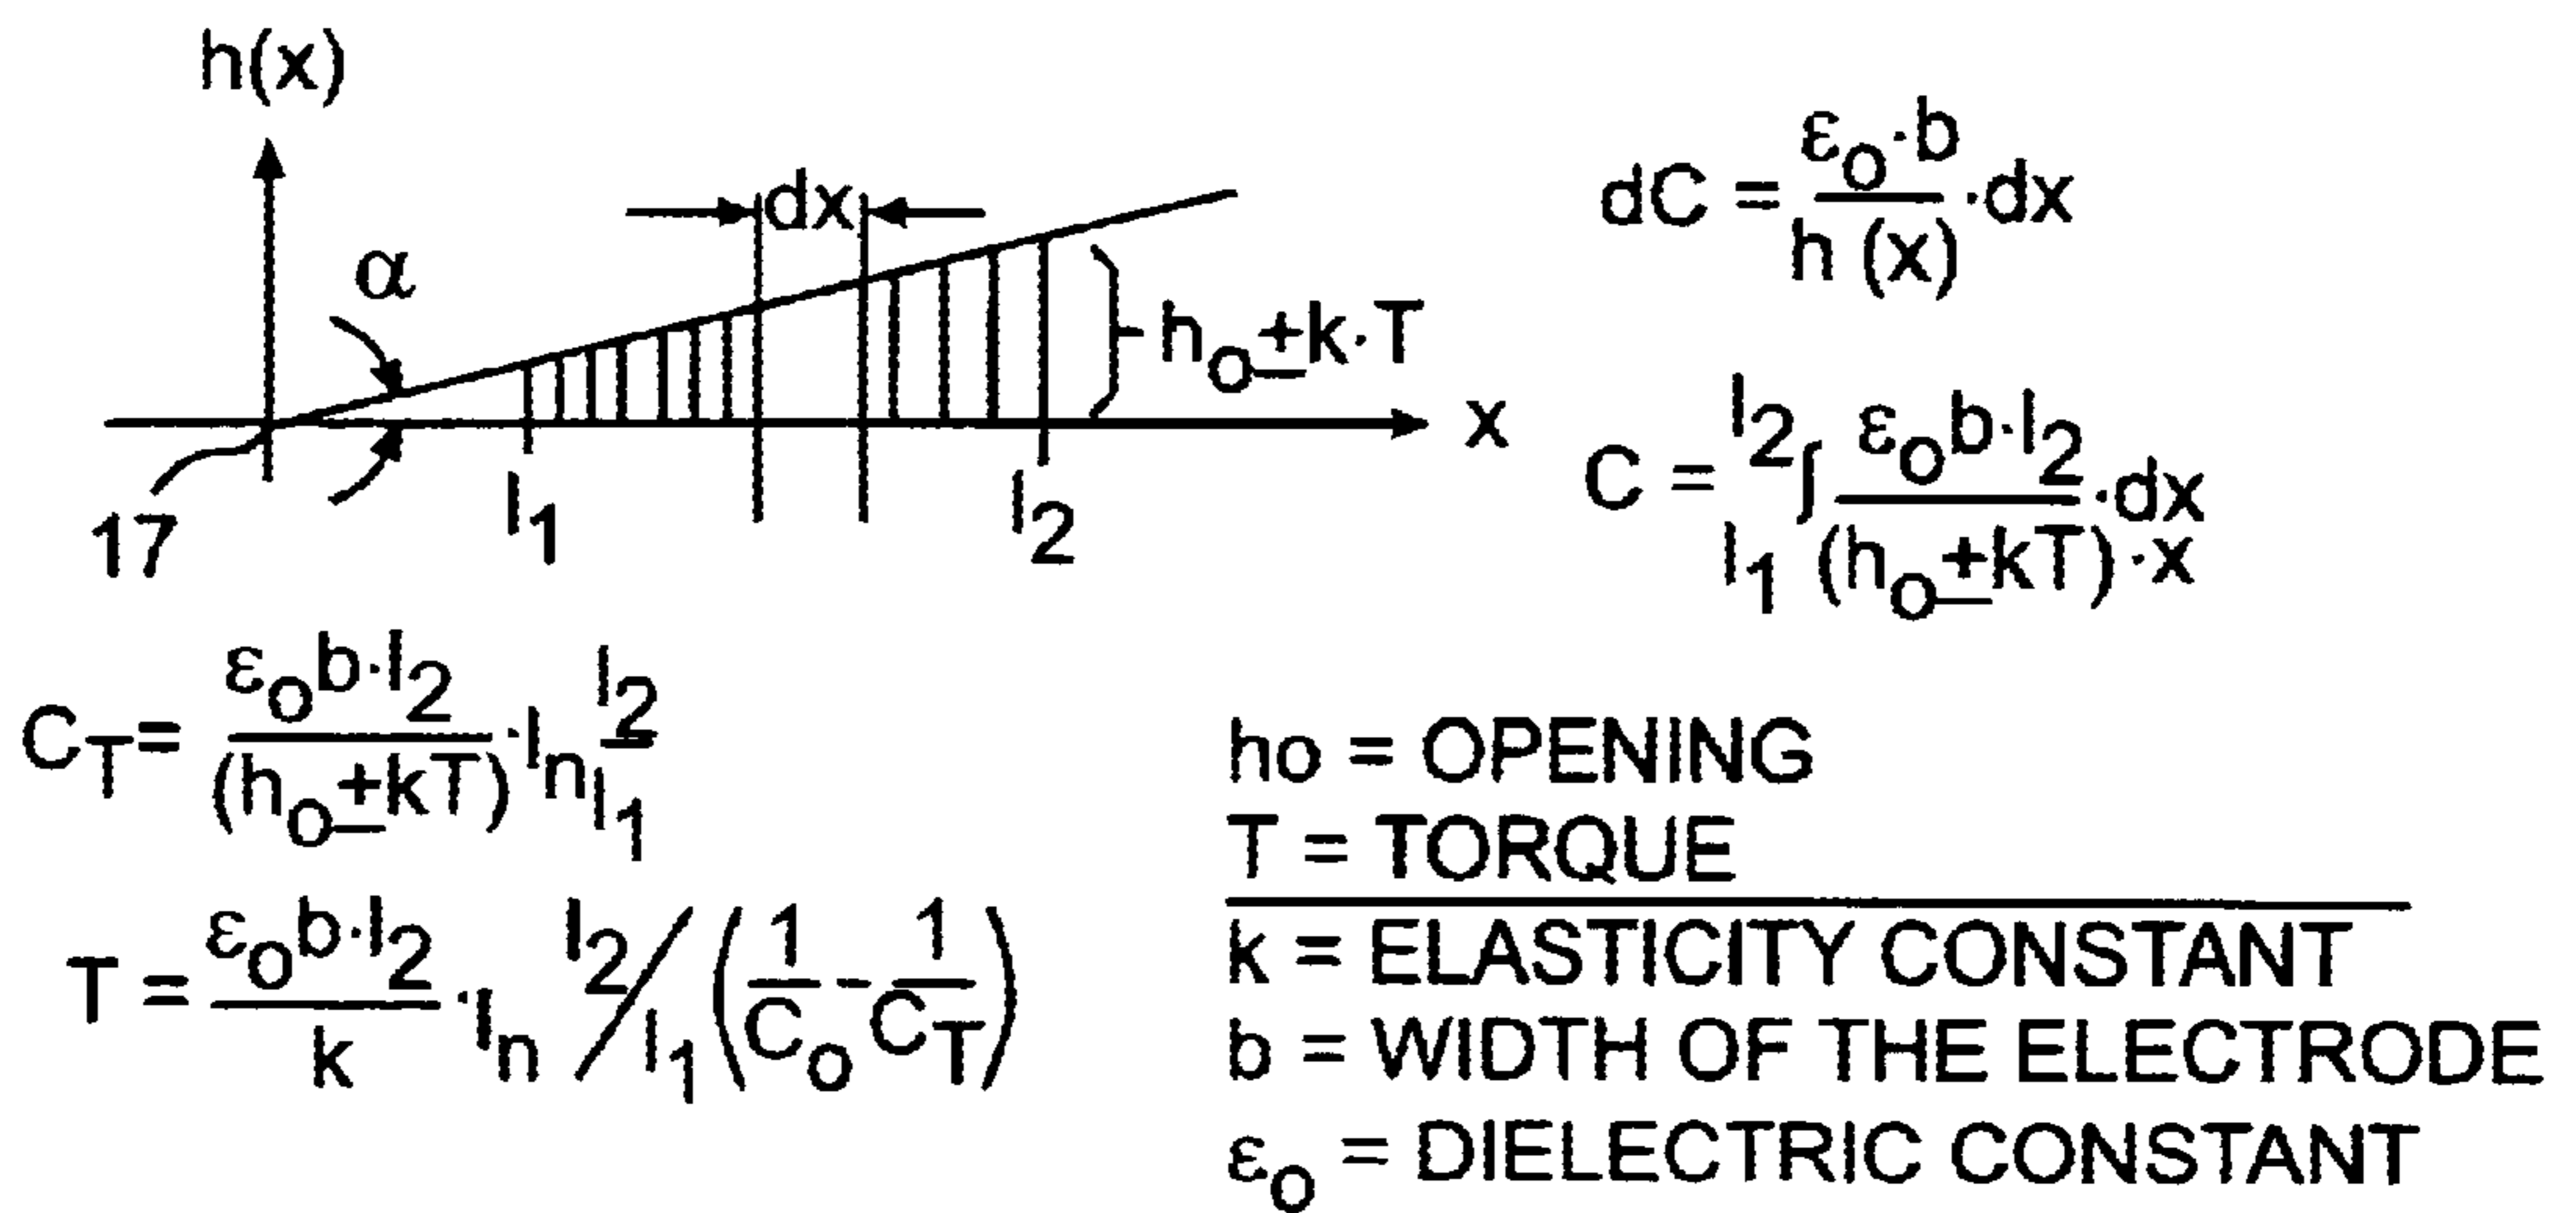 h(x)
dx
α
h₀±k·T
x
l₁
l₂
17
dC = ε₀·b / h (x) ·dx
C = l₂ ∫ l₁ ε₀b·l₂ / (h₀±kT)·x ·dx
C_T = ε₀b·l₂ / (h₀±kT) ·lₙ l₂ / l₁
T = ε₀b·l₂ / k ·lₙ l₂ / l₁ (1/C₀ - 1/C_T)
ho = OPENING
T = TORQUE
k = ELASTICITY CONSTANT
b = WIDTH OF THE ELECTRODE
ε₀ = DIELECTRIC CONSTANT